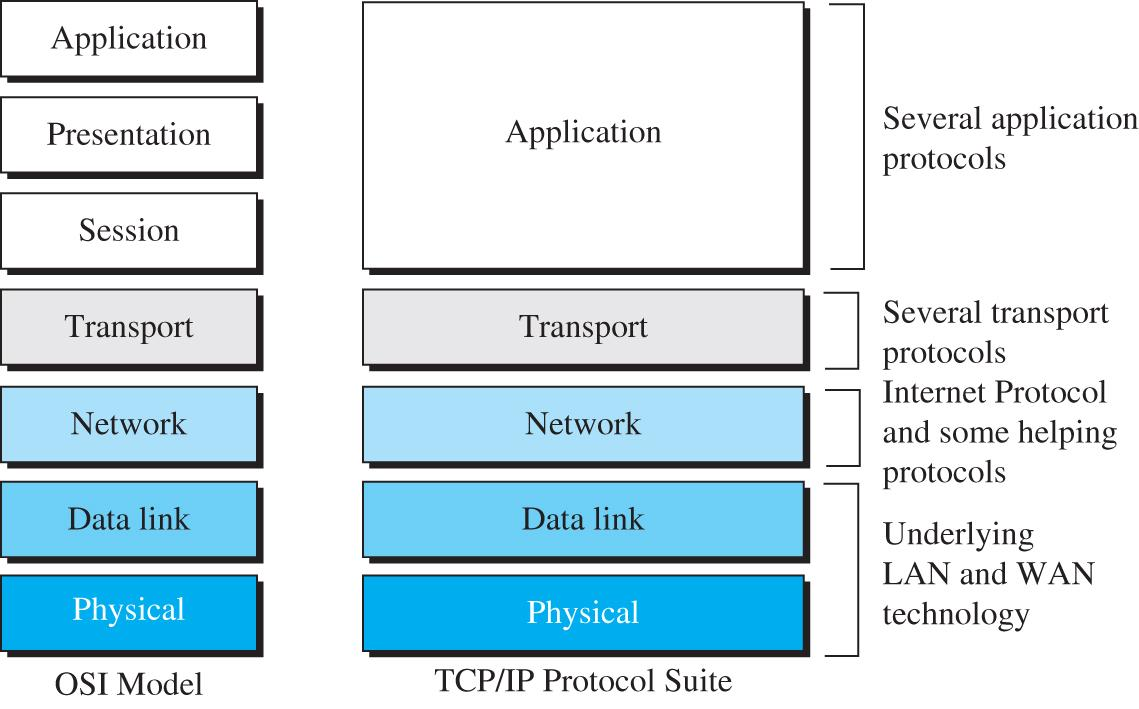 Application
Presentation
Session
Transport
Network
Data link
Physical
OSI Model
Application
Transport
Network
Data link
Physical
TCP/IP Protocol Suite
Several application
protocols
Several transport
protocols
Internet Protocol
and some helping
protocols
Underlying
LAN and WAN
technology